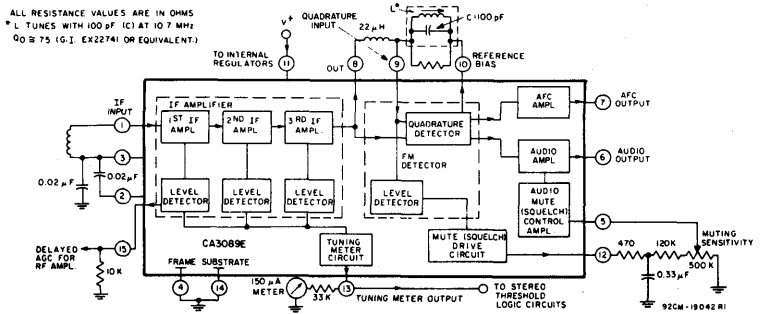 ALL RESISTANCE VALUES ARE IN OHMS
* L TUNES WITH 100 pF (C) AT 10.7 MHz
Q0 ≅ 75 (G.I. EX22741 OR EQUIVALENT.)
L*
C=100 pF
QUADRATURE INPUT
22 μH
V+
TO INTERNAL REGULATORS
11
OUT
8
9
10
REFERENCE BIAS
IF INPUT
1
3
2
0.02 μF
0.02 μF
IF AMPLIFIER
1ST IF AMPL
2ND IF AMPL
3RD IF AMPL.
LEVEL DETECTOR
LEVEL DETECTOR
LEVEL DETECTOR
QUADRATURE DETECTOR
FM DETECTOR
LEVEL DETECTOR
AFC AMPL
7
AFC OUTPUT
AUDIO AMPL
6
AUDIO OUTPUT
AUDIO MUTE (SQUELCH) CONTROL AMPL
5
MUTING SENSITIVITY
CA3089E
TUNING METER CIRCUIT
MUTE (SQUELCH) DRIVE CIRCUIT
12
470
120K
500 K
0.33μF
DELAYED AGC FOR RF AMPL.
15
10K
FRAME
SUBSTRATE
4
14
150 μA METER
33K
13
TUNING METER OUTPUT
TO STEREO THRESHOLD LOGIC CIRCUITS
92CM-19042 R1